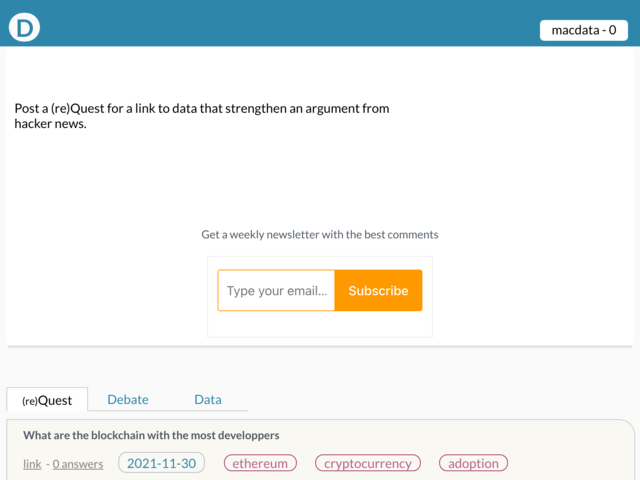 D
macdata - 0
Post a (re)Quest for a link to data that strengthen an argument from
hacker news.
Get a weekly newsletter with the best comments
Type your email...
Subscribe
(re)Quest
Debate
Data
What are the blockchain with the most developpers
link - 0 answers
2021-11-30
ethereum
cryptocurrency
adoption